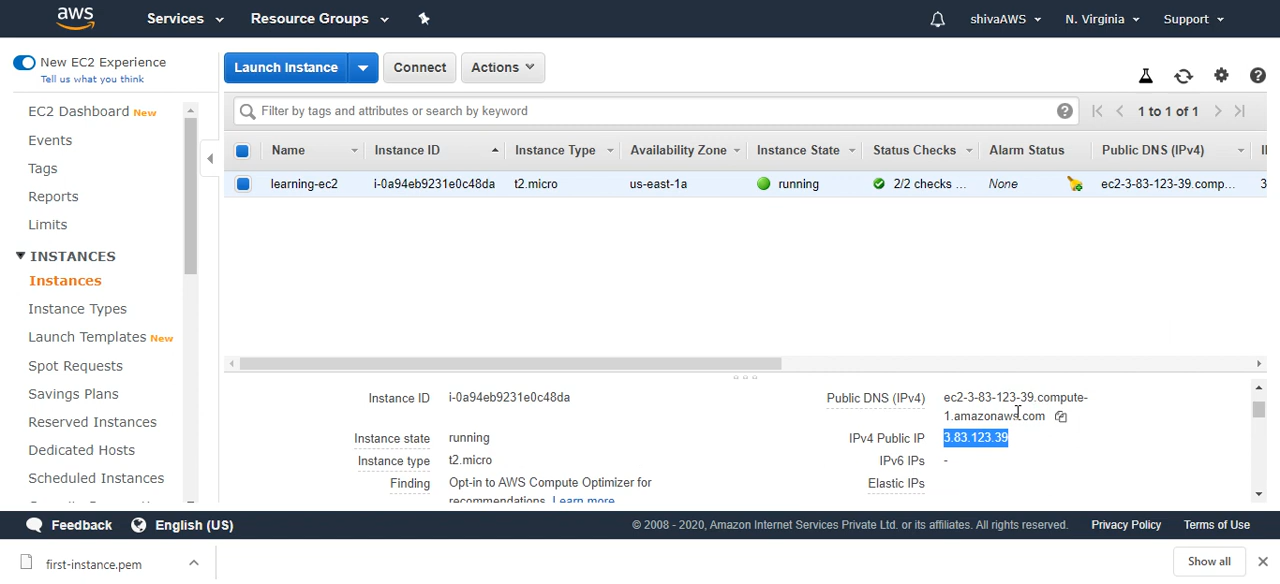 aws Services Resource Groups shivaAWS N. Virginia Support
New EC2 Experience
Tell us what you think
EC2 Dashboard New
Events
Tags
Reports
Limits
INSTANCES
Instances
Instance Types
Launch Templates New
Spot Requests
Savings Plans
Reserved Instances
Dedicated Hosts
Scheduled Instances
Launch Instance Connect Actions
Filter by tags and attributes or search by keyword ? 1 to 1 of 1
Name Instance ID Instance Type Availability Zone Instance State Status Checks Alarm Status Public DNS (IPv4)
learning-ec2 i-0a94eb9231e0c48da t2.micro us-east-1a running 2/2 checks ... None ec2-3-83-123-39.comp... 3
Instance ID i-0a94eb9231e0c48da
Instance state running
Instance type t2.micro
Finding Opt-in to AWS Compute Optimizer for
recommendations. Learn more
Public DNS (IPv4) ec2-3-83-123-39.compute-
1.amazonaws.com
IPv4 Public IP 3.83.123.39
IPv6 IPs -
Elastic IPs
Feedback English (US) © 2008 - 2020, Amazon Internet Services Private Ltd. or its affiliates. All rights reserved. Privacy Policy Terms of Use
first-instance.pem Show all